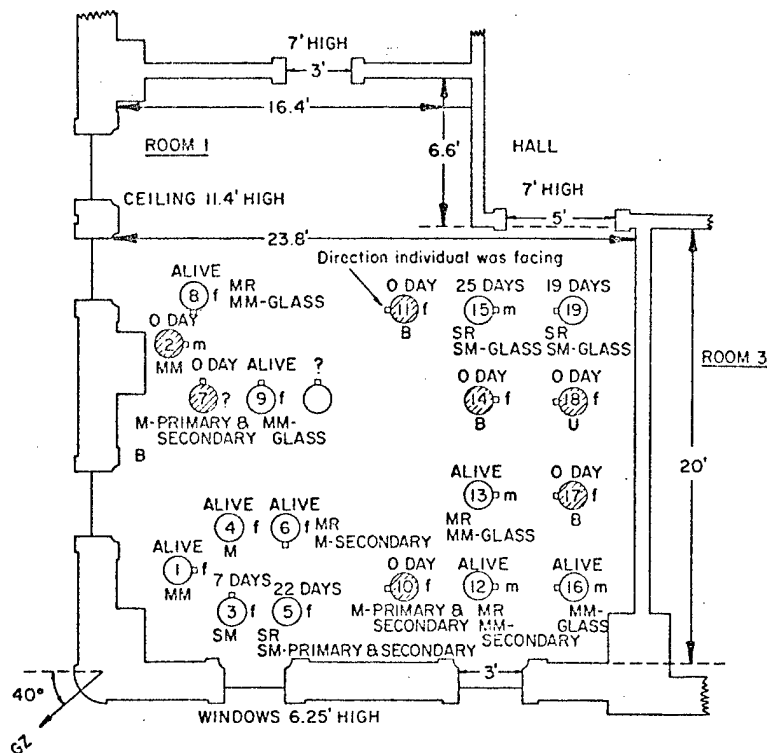 7' HIGH
3'
16.4'
ROOM 1
6.6'
HALL
7' HIGH
5'
CEILING 11.4' HIGH
23.8'
Direction individual was facing
ALIVE
8 f MR
MM-GLASS
0 DAY
11 f
B
25 DAYS
15 m
SR
SM-GLASS
19 DAYS
19
SR
SM-GLASS
0 DAY
2 m
MM
ROOM 3
0 DAY
7 ?
M-PRIMARY &
SECONDARY
ALIVE
9 f
MM-
GLASS
?
B
0 DAY
14 f
B
0 DAY
18 f
U
20'
ALIVE
4 f
M
ALIVE
6 f MR
M-SECONDARY
ALIVE
13 m
MR
MM-GLASS
0 DAY
17 f
B
ALIVE
1 f
MM
7 DAYS
3 f
SM
22 DAYS
5 f
SR
SM-PRIMARY & SECONDARY
0 DAY
10 f
M-PRIMARY &
SECONDARY
ALIVE
12 m
MR
MM-
SECONDARY
ALIVE
16 m
MM-
GLASS
3'
40°
GZ
WINDOWS 6.25' HIGH